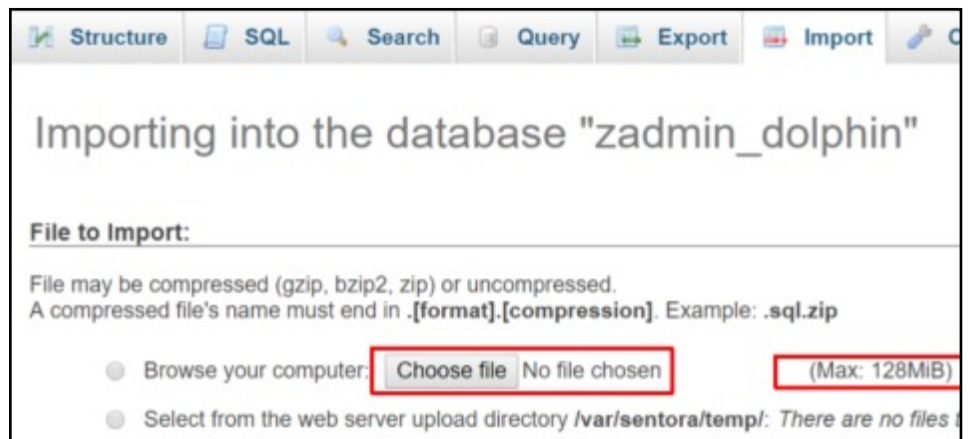 Structure SQL Search Query Export Import
Importing into the database "zadmin_dolphin"
File to Import:
File may be compressed (gzip, bzip2, zip) or uncompressed.
A compressed file's name must end in .[format].[compression]. Example: .sql.zip
Browse your computer: Choose file No file chosen (Max: 128MiB)
Select from the web server upload directory /var/sentora/temp/: There are no files